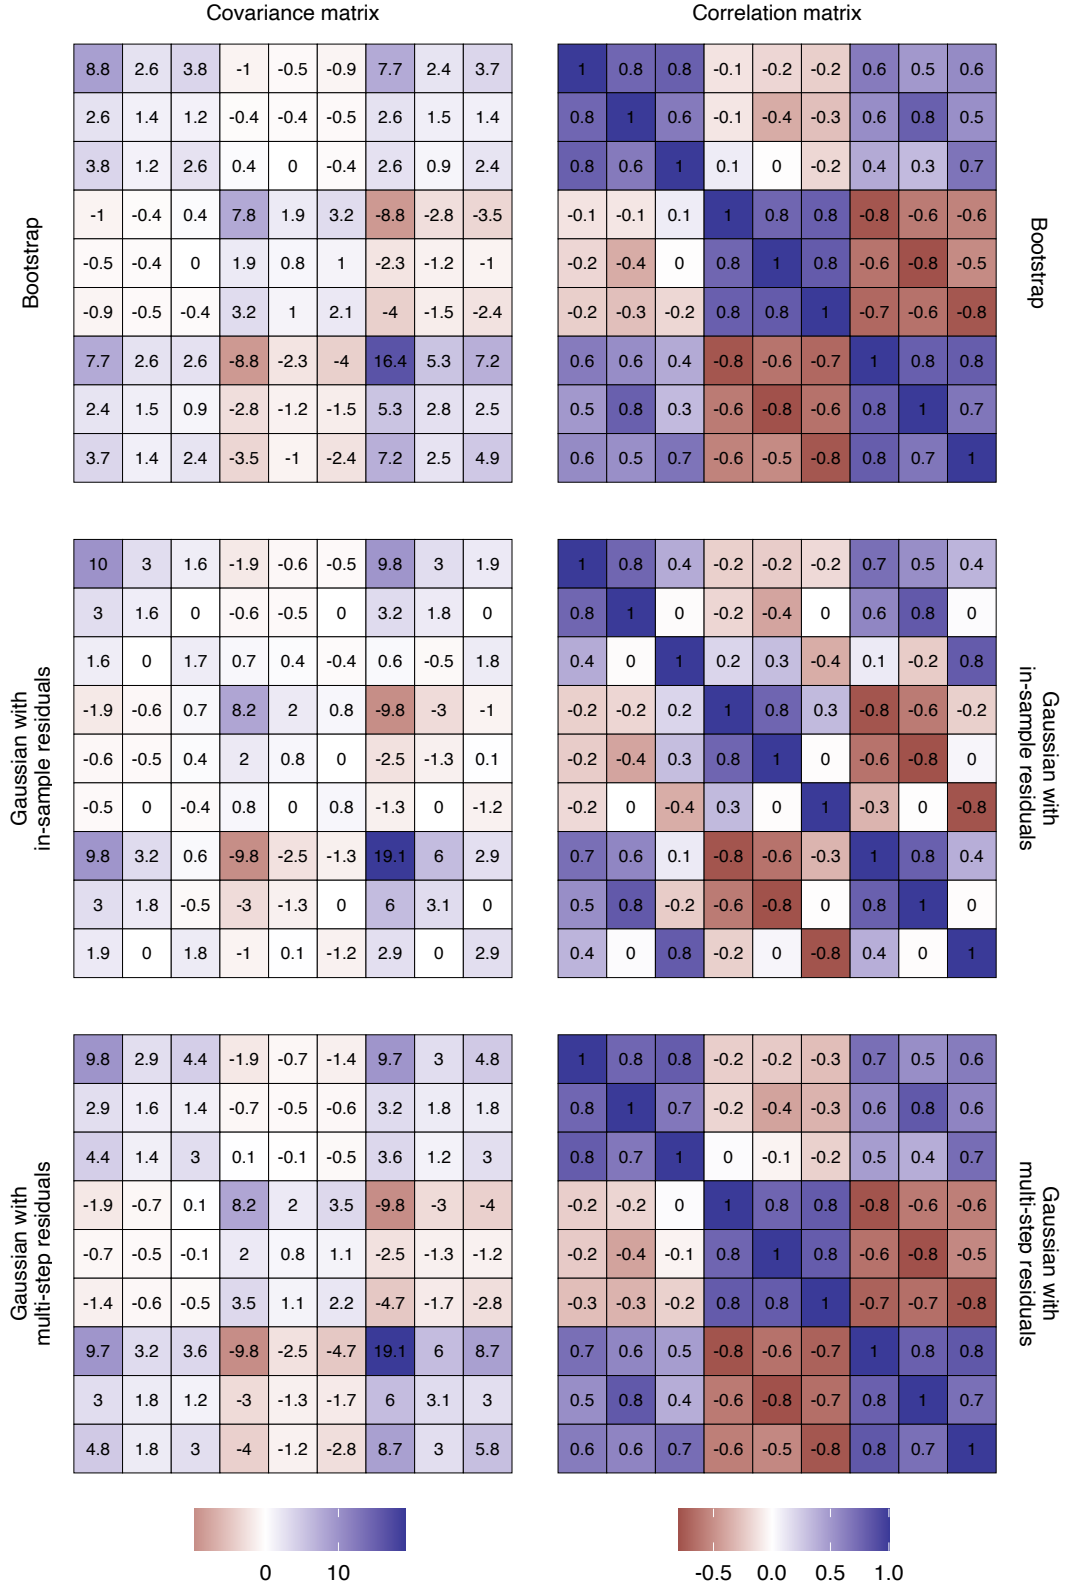 Covariance matrix Correlation matrix
Bootstrap
8.8 2.6 3.8 -1 -0.5 -0.9 7.7 2.4 3.7
2.6 1.4 1.2 -0.4 -0.4 -0.5 2.6 1.5 1.4
3.8 1.2 2.6 0.4 0 -0.4 2.6 0.9 2.4
-1 -0.4 0.4 7.8 1.9 3.2 -8.8 -2.8 -3.5
-0.5 -0.4 0 1.9 0.8 1 -2.3 -1.2 -1
-0.9 -0.5 -0.4 3.2 1 2.1 -4 -1.5 -2.4
7.7 2.6 2.6 -8.8 -2.3 -4 16.4 5.3 7.2
2.4 1.5 0.9 -2.8 -1.2 -1.5 5.3 2.8 2.5
3.7 1.4 2.4 -3.5 -1 -2.4 7.2 2.5 4.9
1 0.8 0.8 -0.1 -0.2 -0.2 0.6 0.5 0.6
0.8 1 0.6 -0.1 -0.4 -0.3 0.6 0.8 0.5
0.8 0.6 1 0.1 0 -0.2 0.4 0.3 0.7
-0.1 -0.1 0.1 1 0.8 0.8 -0.8 -0.6 -0.6
-0.2 -0.4 0 0.8 1 0.8 -0.6 -0.8 -0.5
-0.2 -0.3 -0.2 0.8 0.8 1 -0.7 -0.6 -0.8
0.6 0.6 0.4 -0.8 -0.6 -0.7 1 0.8 0.8
0.5 0.8 0.3 -0.6 -0.8 -0.6 0.8 1 0.7
0.6 0.5 0.7 -0.6 -0.5 -0.8 0.8 0.7 1
Bootstrap
Gaussian with
in-sample residuals
10 3 1.6 -1.9 -0.6 -0.5 9.8 3 1.9
3 1.6 0 -0.6 -0.5 0 3.2 1.8 0
1.6 0 1.7 0.7 0.4 -0.4 0.6 -0.5 1.8
-1.9 -0.6 0.7 8.2 2 0.8 -9.8 -3 -1
-0.6 -0.5 0.4 2 0.8 0 -2.5 -1.3 0.1
-0.5 0 -0.4 0.8 0 0.8 -1.3 0 -1.2
9.8 3.2 0.6 -9.8 -2.5 -1.3 19.1 6 2.9
3 1.8 -0.5 -3 -1.3 0 6 3.1 0
1.9 0 1.8 -1 0.1 -1.2 2.9 0 2.9
1 0.8 0.4 -0.2 -0.2 -0.2 0.7 0.5 0.4
0.8 1 0 -0.2 -0.4 0 0.6 0.8 0
0.4 0 1 0.2 0.3 -0.4 0.1 -0.2 0.8
-0.2 -0.2 0.2 1 0.8 0.3 -0.8 -0.6 -0.2
-0.2 -0.4 0.3 0.8 1 0 -0.6 -0.8 0
-0.2 0 -0.4 0.3 0 1 -0.3 0 -0.8
0.7 0.6 0.1 -0.8 -0.6 -0.3 1 0.8 0.4
0.5 0.8 -0.2 -0.6 -0.8 0 0.8 1 0
0.4 0 0.8 -0.2 0 -0.8 0.4 0 1
Gaussian with
in-sample residuals
Gaussian with
multi-step residuals
9.8 2.9 4.4 -1.9 -0.7 -1.4 9.7 3 4.8
2.9 1.6 1.4 -0.7 -0.5 -0.6 3.2 1.8 1.8
4.4 1.4 3 0.1 -0.1 -0.5 3.6 1.2 3
-1.9 -0.7 0.1 8.2 2 3.5 -9.8 -3 -4
-0.7 -0.5 -0.1 2 0.8 1.1 -2.5 -1.3 -1.2
-1.4 -0.6 -0.5 3.5 1.1 2.2 -4.7 -1.7 -2.8
9.7 3.2 3.6 -9.8 -2.5 -4.7 19.1 6 8.7
3 1.8 1.2 -3 -1.3 -1.7 6 3.1 3
4.8 1.8 3 -4 -1.2 -2.8 8.7 3 5.8
1 0.8 0.8 -0.2 -0.2 -0.3 0.7 0.5 0.6
0.8 1 0.7 -0.2 -0.4 -0.3 0.6 0.8 0.6
0.8 0.7 1 0 -0.1 -0.2 0.5 0.4 0.7
-0.2 -0.2 0 1 0.8 0.8 -0.8 -0.6 -0.6
-0.2 -0.4 -0.1 0.8 1 0.8 -0.6 -0.8 -0.5
-0.3 -0.3 -0.2 0.8 0.8 1 -0.7 -0.7 -0.8
0.7 0.6 0.5 -0.8 -0.6 -0.7 1 0.8 0.8
0.5 0.8 0.4 -0.6 -0.8 -0.7 0.8 1 0.7
0.6 0.6 0.7 -0.6 -0.5 -0.8 0.8 0.7 1
Gaussian with
multi-step residuals
0 10
-0.5 0.0 0.5 1.0